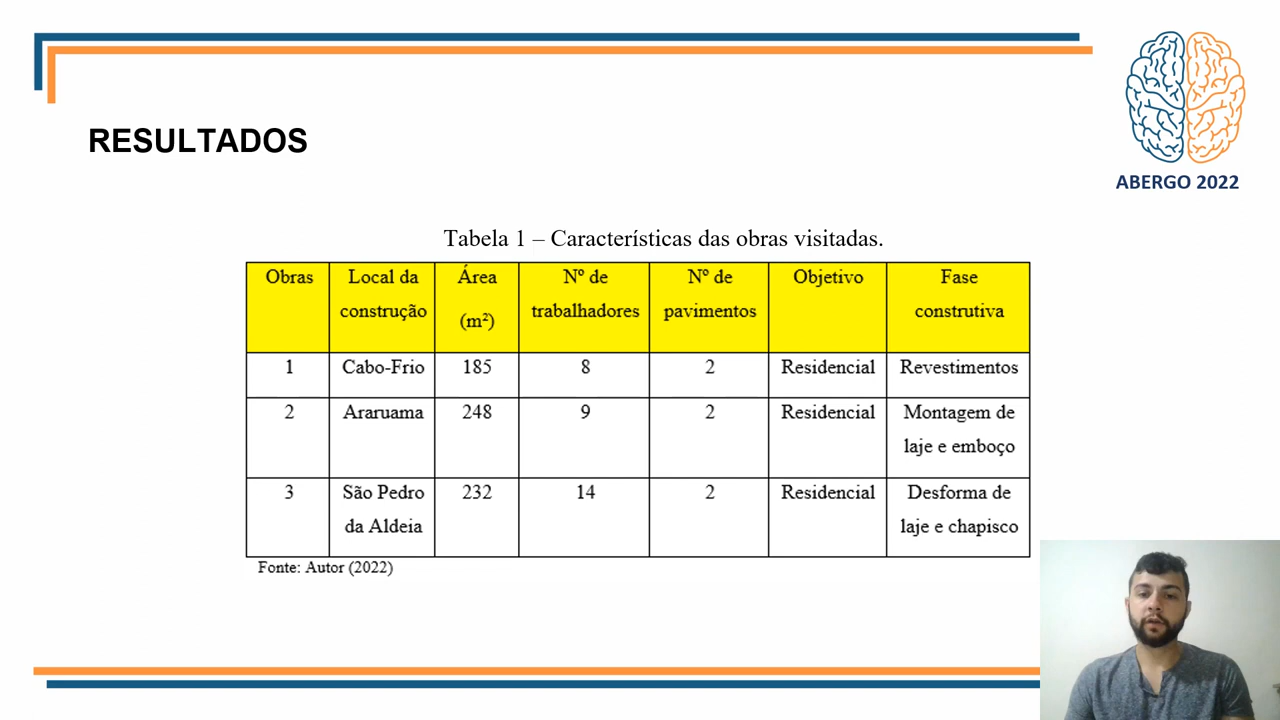 RESULTADOS
ABERGO 2022
Tabela 1 – Características das obras visitadas.
Obras Local da construção Área (m²) Nº de trabalhadores Nº de pavimentos Objetivo Fase construtiva
1 Cabo-Frio 185 8 2 Residencial Revestimentos
2 Araruama 248 9 2 Residencial Montagem de laje e emboço
3 São Pedro da Aldeia 232 14 2 Residencial Desforma de laje e chapisco
Fonte: Autor (2022)